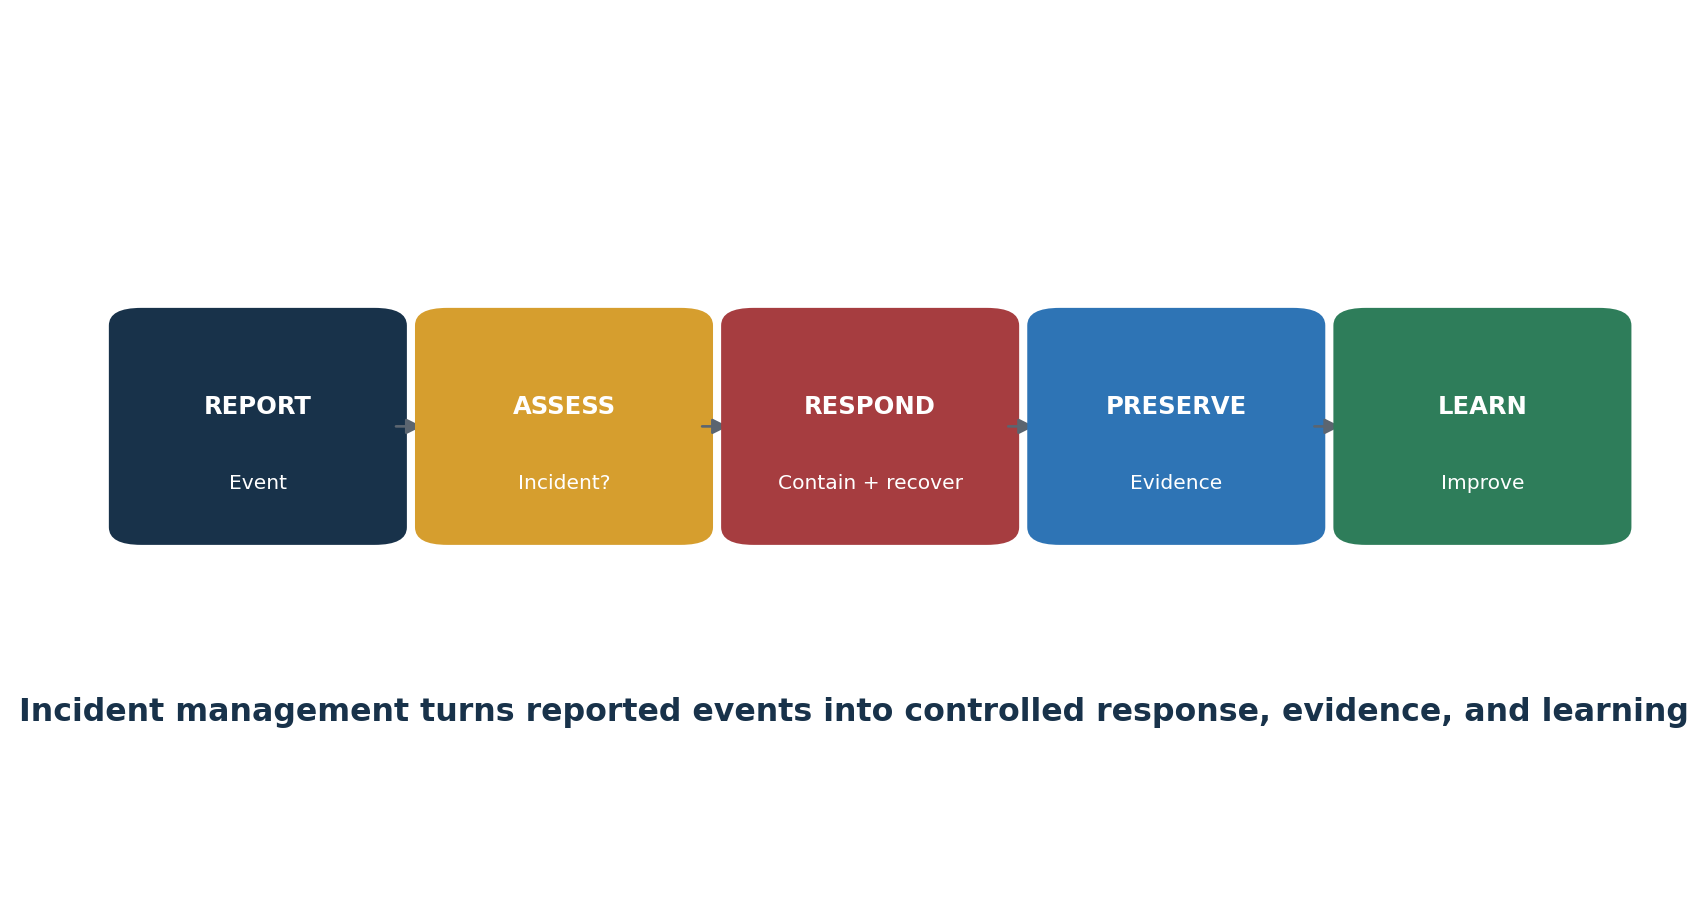 REPORT
Event
ASSESS
Incident?
RESPOND
Contain + recover
PRESERVE
Evidence
LEARN
Improve
Incident management turns reported events into controlled response, evidence, and learning